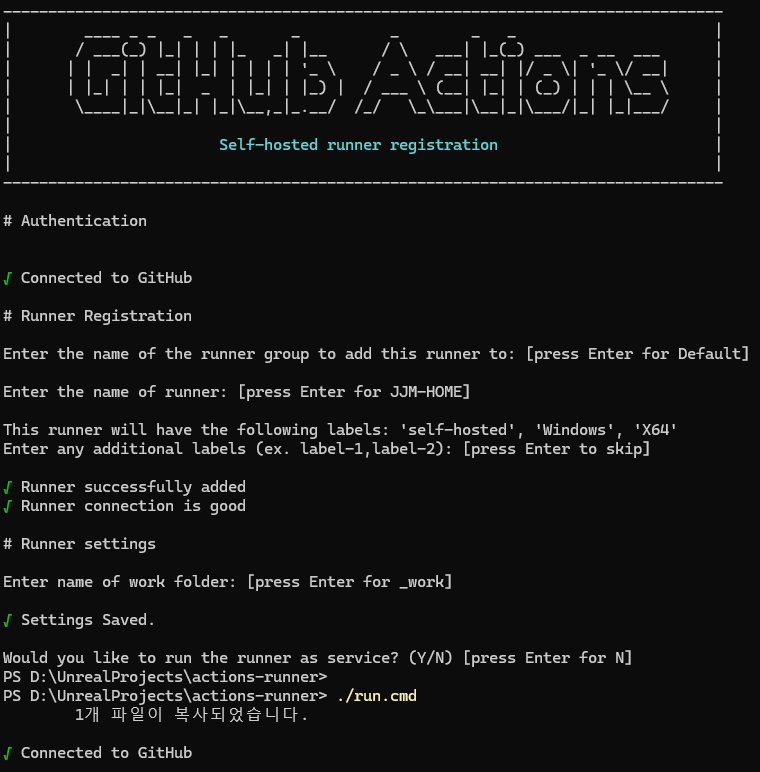 GitHub Actions
Self-hosted runner registration
# Authentication
√ Connected to GitHub
# Runner Registration
Enter the name of the runner group to add this runner to: [press Enter for Default]
Enter the name of runner: [press Enter for JJM-HOME]
This runner will have the following labels: 'self-hosted', 'Windows', 'X64'
Enter any additional labels (ex. label-1,label-2): [press Enter to skip]
√ Runner successfully added
√ Runner connection is good
# Runner settings
Enter name of work folder: [press Enter for _work]
√ Settings Saved.
Would you like to run the runner as service? (Y/N) [press Enter for N]
PS D:\UnrealProjects\actions-runner>
PS D:\UnrealProjects\actions-runner> ./run.cmd
1개 파일이 복사되었습니다.
√ Connected to GitHub